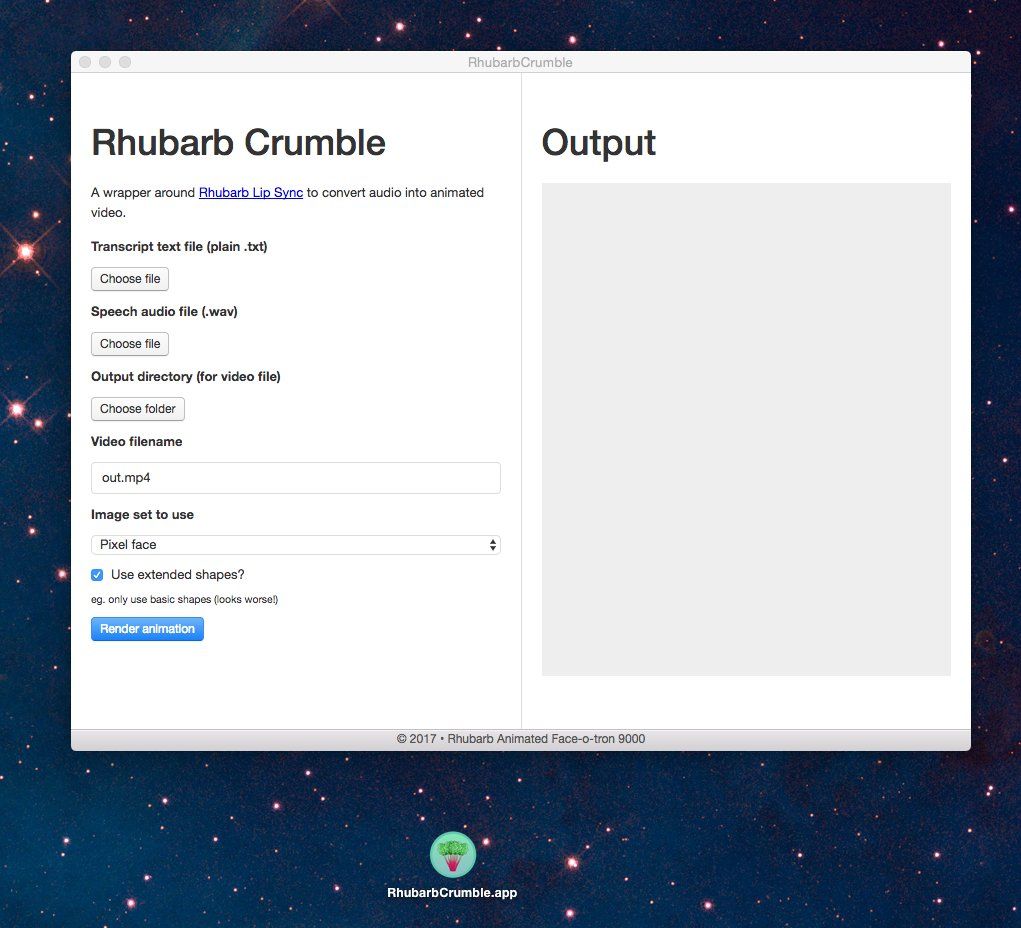 RhubarbCrumble
Rhubarb Crumble
A wrapper around Rhubarb Lip Sync to convert audio into animated
video.
Transcript text file (plain .txt)
Choose file
Speech audio file (.wav)
Choose file
Output directory (for video file)
Choose folder
Video filename
out.mp4
Image set to use
Pixel face
Use extended shapes?
eg. only use basic shapes (looks worse!)
Render animation
Output
© 2017 • Rhubarb Animated Face-o-tron 9000
RhubarbCrumble.app